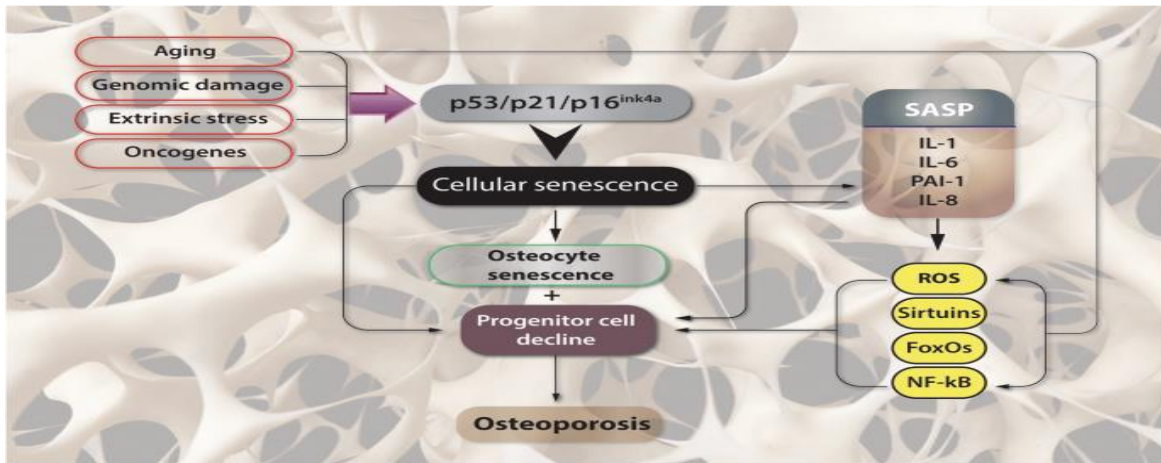 Aging
Genomic damage
Extrinsic stress
Oncogenes
p53/p21/p16ink4a
Cellular senescence
Osteocyte
senescence
+
Progenitor cell
decline
Osteoporosis
SASP
IL-1
IL-6
PAI-1
IL-8
ROS
Sirtuins
FoxOs
NF-kB